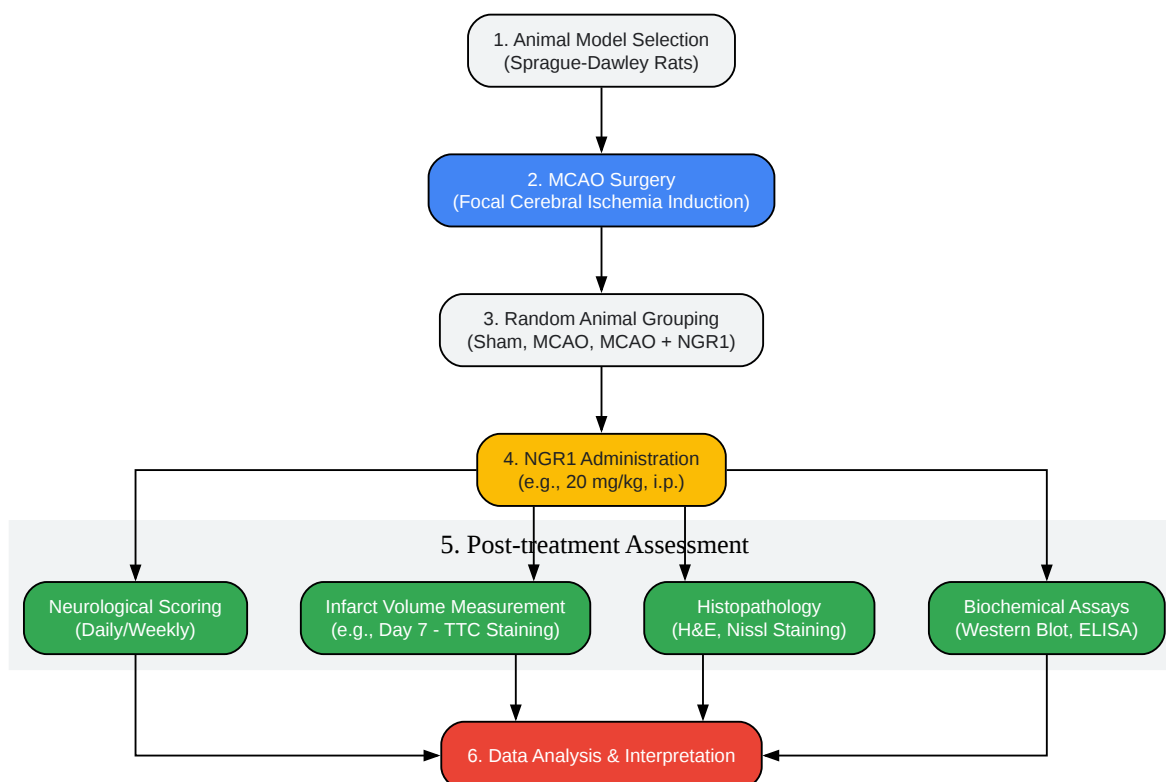 1. Animal Model Selection
(Sprague-Dawley Rats)
2. MCAO Surgery
(Focal Cerebral Ischemia Induction)
3. Random Animal Grouping
(Sham, MCAO, MCAO + NGR1)
4. NGR1 Administration
(e.g., 20 mg/kg, i.p.)
5. Post-treatment Assessment
Neurological Scoring
(Daily/Weekly)
Infarct Volume Measurement
(e.g., Day 7 - TTC Staining)
Histopathology
(H&E, Nissl Staining)
Biochemical Assays
(Western Blot, ELISA)
6. Data Analysis & Interpretation